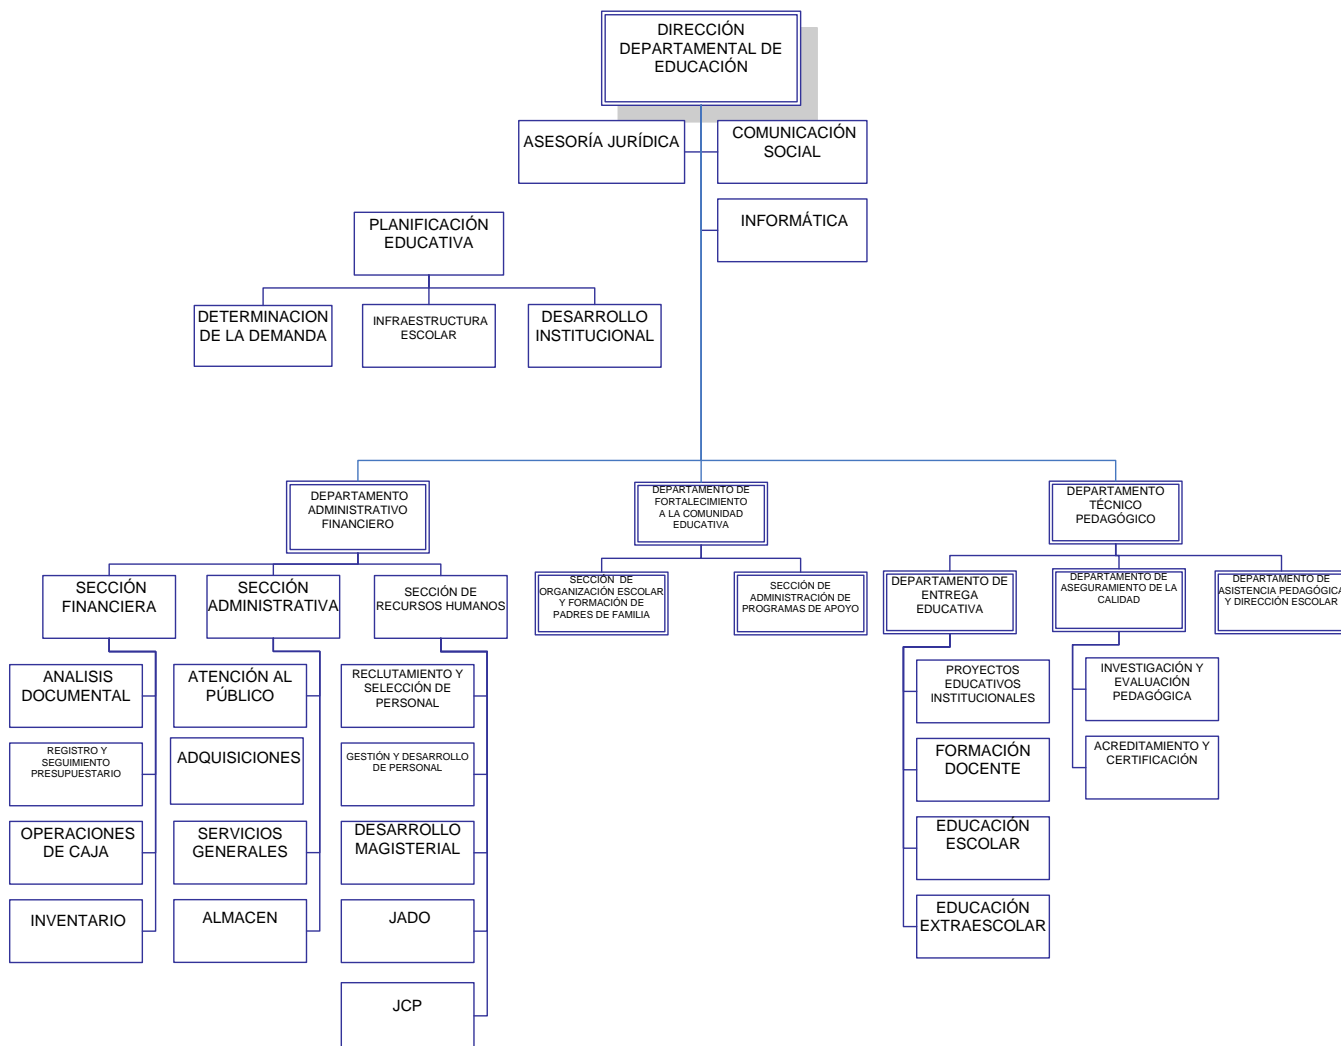 DIRECCIÓN
DEPARTAMENTAL DE
EDUCACIÓN
ASESORÍA JURÍDICA
COMUNICACIÓN
SOCIAL
INFORMÁTICA
PLANIFICACIÓN
EDUCATIVA
DETERMINACION
DE LA DEMANDA
INFRAESTRUCTURA
ESCOLAR
DESARROLLO
INSTITUCIONAL
DEPARTAMENTO
ADMINISTRATIVO
FINANCIERO
DEPARTAMENTO DE
FORTALECIMIENTO
A LA COMUNIDAD
EDUCATIVA
DEPARTAMENTO
TÉCNICO
PEDAGÓGICO
SECCIÓN
FINANCIERA
SECCIÓN
ADMINISTRATIVA
SECCIÓN DE
RECURSOS HUMANOS
SECCIÓN DE
ORGANIZACIÓN ESCOLAR
Y FORMACIÓN DE
PADRES DE FAMILIA
SECCIÓN DE
ADMINISTRACIÓN DE
PROGRAMAS DE APOYO
DEPARTAMENTO DE
ENTREGA
EDUCATIVA
DEPARTAMENTO DE
ASEGURAMIENTO DE LA
CALIDAD
DEPARTAMENTO DE
ASISTENCIA PEDAGÓGICA
Y DIRECCIÓN ESCOLAR
ANALISIS
DOCUMENTAL
REGISTRO Y
SEGUIMIENTO
PRESUPUESTARIO
OPERACIONES
DE CAJA
INVENTARIO
ATENCIÓN AL
PÚBLICO
ADQUISICIONES
SERVICIOS
GENERALES
ALMACEN
RECLUTAMIENTO Y
SELECCIÓN DE
PERSONAL
GESTIÓN Y DESARROLLO
DE PERSONAL
DESARROLLO
MAGISTERIAL
JADO
JCP
PROYECTOS
EDUCATIVOS
INSTITUCIONALES
FORMACIÓN
DOCENTE
EDUCACIÓN
ESCOLAR
EDUCACIÓN
EXTRAESCOLAR
INVESTIGACIÓN Y
EVALUACIÓN
PEDAGÓGICA
ACREDITAMIENTO Y
CERTIFICACIÓN